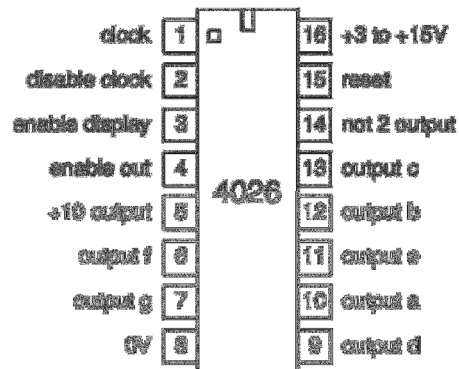 clock 1 16 +3 to +15V
disable clock 2 15 reset
enable display 3 14 not 2 output
enable out 4 13 output c
4026
÷10 output 5 12 output b
output f 6 11 output e
output g 7 10 output a
0V 8 9 output d